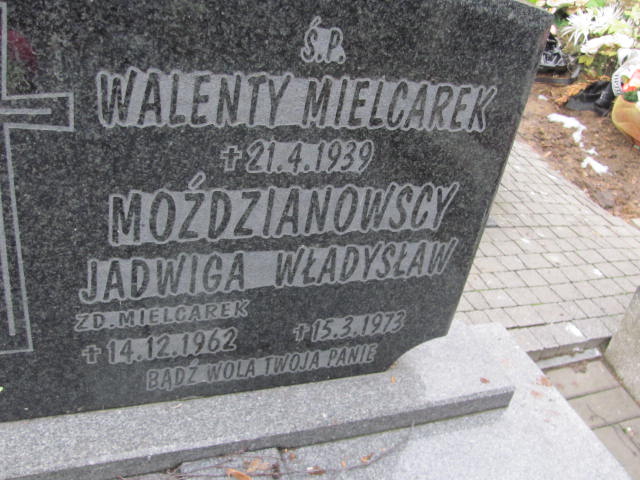 Ś.P.
WALENTY MIELCAREK
+ 21.4.1939
MOŹDZIANOWSCY
JADWIGA WŁADYSŁAW
ZD. MIELCAREK
+ 14.12.1962 + 15.3.1973
BĄDŹ WOLA TWOJA PANIE